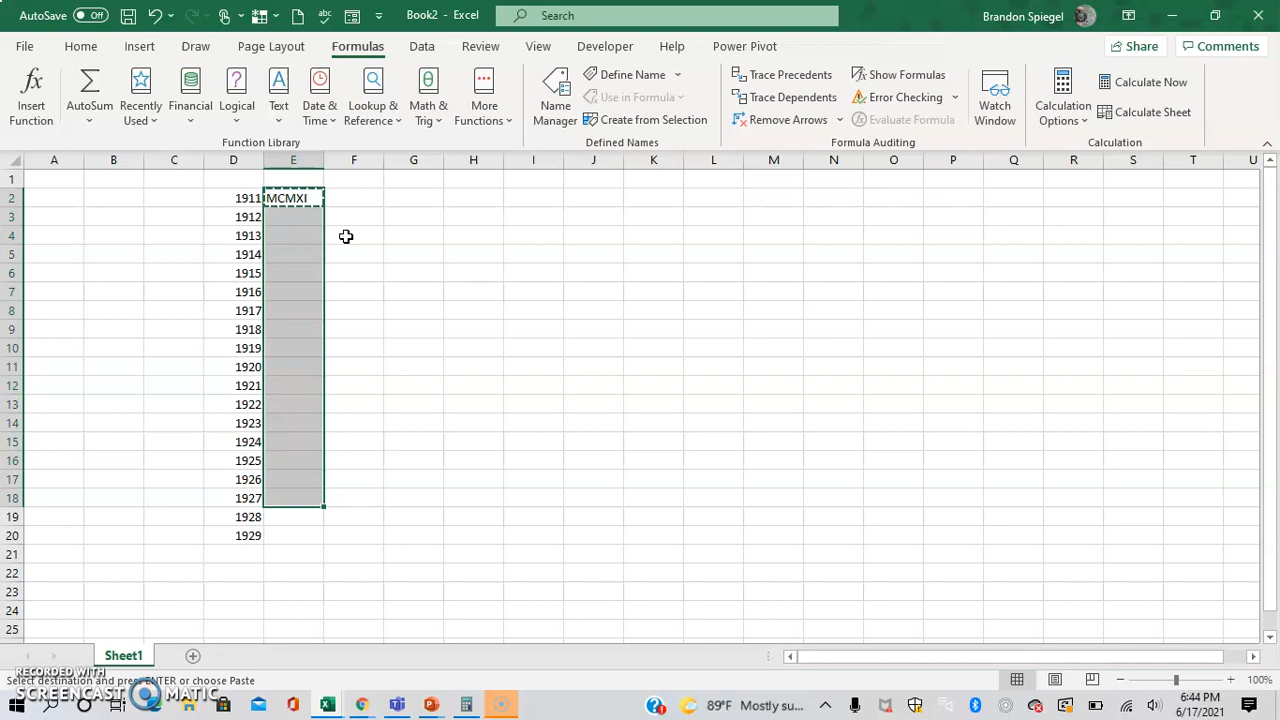 AutoSave Off Book2 - Excel Search Brandon Spiegel
File Home Insert Draw Page Layout Formulas Data Review View Developer Help Power Pivot Share Comments
Insert Function
AutoSum
Recently Used
Financial
Logical
Text
Date & Time
Lookup & Reference
Math & Trig
More Functions
Function Library
Name Manager
Define Name
Use in Formula
Create from Selection
Defined Names
Trace Precedents
Trace Dependents
Remove Arrows
Show Formulas
Error Checking
Evaluate Formula
Formula Auditing
Watch Window
Calculation Options
Calculate Now
Calculate Sheet
Calculation
A B C D E F G H I J K L M N O P Q R S T U
1
2 1911 MCMXI
3 1912
4 1913
5 1914
6 1915
7 1916
8 1917
9 1918
10 1919
11 1920
12 1921
13 1922
14 1923
15 1924
16 1925
17 1926
18 1927
19 1928
20 1929
21
22
23
24
25
Sheet1
RECORDED WITH
SCREENCAST MATIC
Select destination and press ENTER or choose Paste
100%
89°F Mostly su...
6:44 PM
6/17/2021